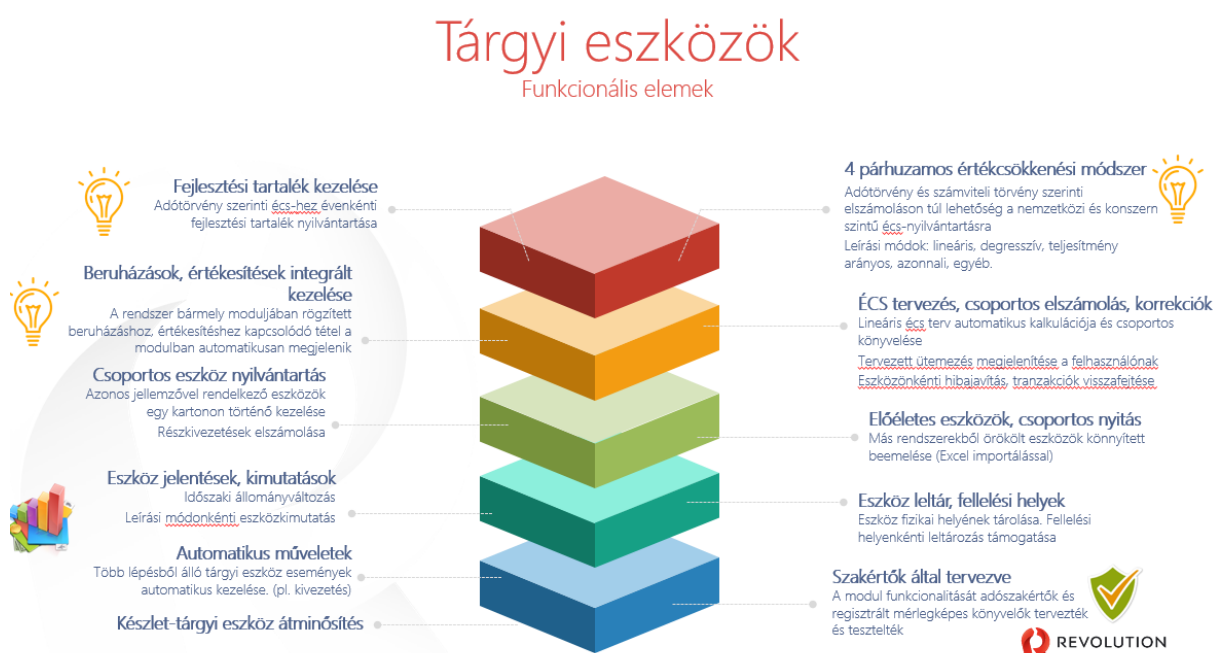 Tárgyi eszközök
Funkcionális elemek
Fejlesztési tartalék kezelése
Adótörvény szerinti écs-hez évenkénti
fejlesztési tartalék nyilvántartása
Beruházások, értékesítések integrált
kezelése
A rendszer bármely moduljában rögzített
beruházáshoz, értékesítéshez kapcsolódó tétel a
modulban automatikusan megjelenik
Csoportos eszköz nyilvántartás
Azonos jellemzővel rendelkező eszközök
egy kartonon történő kezelése
Részkivezetések elszámolása
Eszköz jelentések, kimutatások
Időszaki állományváltozás
Leírási módonkénti eszközkimutatás
Automatikus műveletek
Több lépésből álló tárgyi eszköz események
automatikus kezelése. (pl. kivezetés)
Készlet-tárgyi eszköz átminősítés
4 párhuzamos értékcsökkenési módszer
Adótörvény és számviteli törvény szerinti
elszámoláson túl lehetőség a nemzetközi és konszern
szintű écs-nyilvántartásra
Leírási módok: lineáris, degresszív, teljesítmény
arányos, azonnali, egyéb.
ÉCS tervezés, csoportos elszámolás, korrekciók
Lineáris écs terv automatikus kalkulációja és csoportos
könyvelése
Tervezett ütemezés megjelenítése a felhasználónak
Eszközönkénti hibajavítás, tranzakciók visszafejtése
Előéletes eszközök, csoportos nyitás
Más rendszerekből örökölt eszközök könnyített
beemelése (Excel importálással)
Eszköz leltár, fellelési helyek
Eszköz fizikai helyének tárolása. Fellelési
helyenkénti leltározás támogatása
Szakértők által tervezve
A modul funkcionalitását adószakértők és
regisztrált mérlegképes könyvelők tervezték
és tesztelték
REVOLUTION